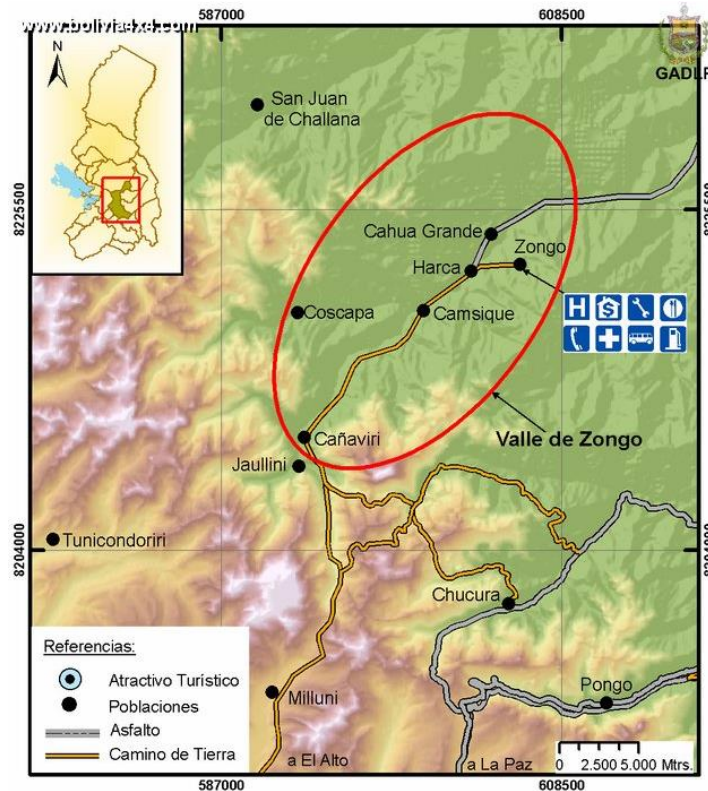 587000
608500
www.bolivia4x4.com
GADLP
N
San Juan
de Challana
8225500
8225500
Cahua Grande
Zongo
Harca
H
S
Coscapa
Camsique
Cañaviri
Valle de Zongo
Jaullini
Tunicondoriri
8204000
8204000
Chucura
Referencias:
Atractivo Turístico
Poblaciones
Asfalto
Camino de Tierra
Milluni
Pongo
a El Alto
a La Paz
0 2.500 5.000 Mtrs.
587000
608500